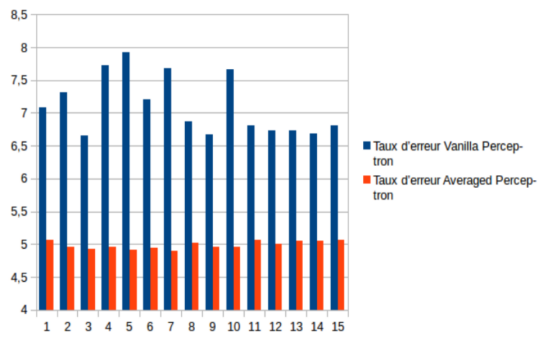 8,5
8
7,5
7
6,5
6
5,5
5
4,5
4
1 2 3 4 5 6 7 8 9 10 11 12 13 14 15
Taux d'erreur Vanilla Percep-
tron
Taux d'erreur Averaged Percep-
tron